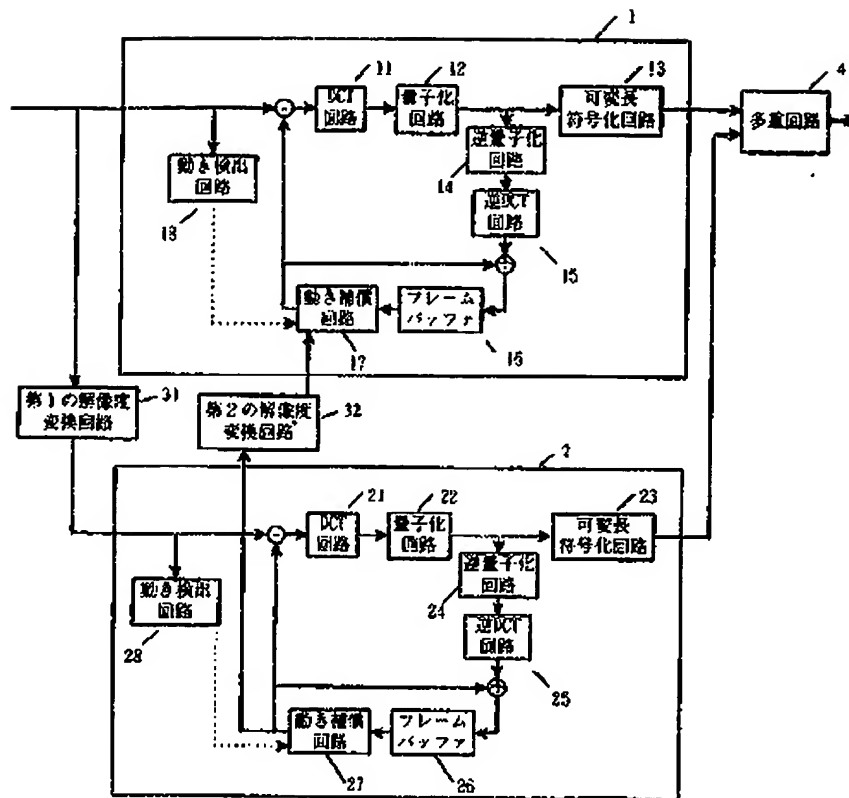 1
11
12
13
4
DCT
回路
量子化
回路
可変長
符号化回路
多重回路
動き検出
回路
18
逆量子化
回路
14
逆DCT
回路
15
動き補償
回路
17
フレーム
バッファ
16
第1の解像度
変換回路
31
第2の解像度
変換回路
32
2
21
22
23
DCT
回路
量子化
回路
可変長
符号化回路
動き検出
回路
28
逆量子化
回路
24
逆DCT
回路
25
動き補償
回路
27
フレーム
バッファ
26